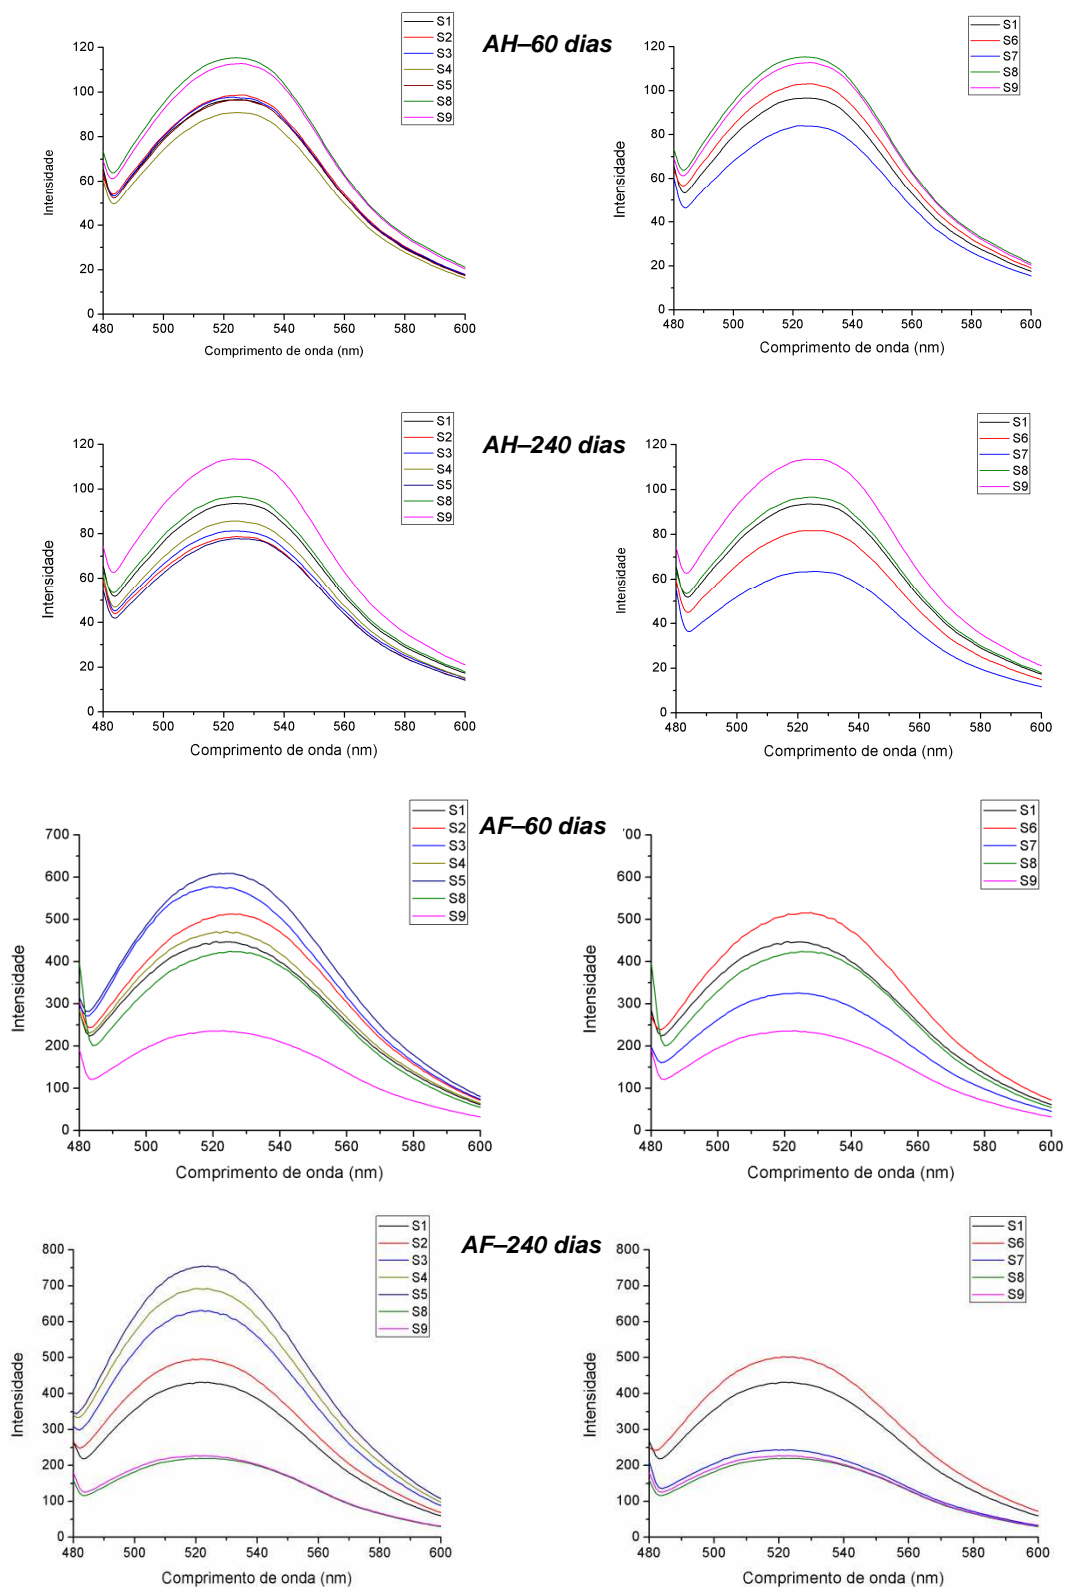 AH–60 dias
S1
S2
S3
S4
S5
S8
S9
120
100
80
60
40
20
0
480 500 520 540 560 580 600
Intensidade
Comprimento de onda (nm)
S1
S6
S7
S8
S9
120
100
80
60
40
20
0
480 500 520 540 560 580 600
Intensidade
Comprimento de onda (nm)
AH–240 dias
S1
S2
S3
S4
S5
S8
S9
120
100
80
60
40
20
0
480 500 520 540 560 580 600
Intensidade
Comprimento de onda (nm)
S1
S6
S7
S8
S9
120
100
80
60
40
20
0
480 500 520 540 560 580 600
Intensidade
Comprimento de onda (nm)
AF–60 dias
S1
S2
S3
S4
S5
S8
S9
700
600
500
400
300
200
100
0
480 500 520 540 560 580 600
Intensidade
Comprimento de onda (nm)
S1
S6
S7
S8
S9
00
600
500
400
300
200
100
0
480 500 520 540 560 580 600
Intensidade
Comprimento de onda (nm)
AF–240 dias
S1
S2
S3
S4
S5
S8
S9
800
700
600
500
400
300
200
100
0
480 500 520 540 560 580 600
Intensidade
Comprimento de onda (nm)
S1
S6
S7
S8
S9
800
700
600
500
400
300
200
100
0
480 500 520 540 560 580 600
Intensidade
Comprimento de onda (nm)